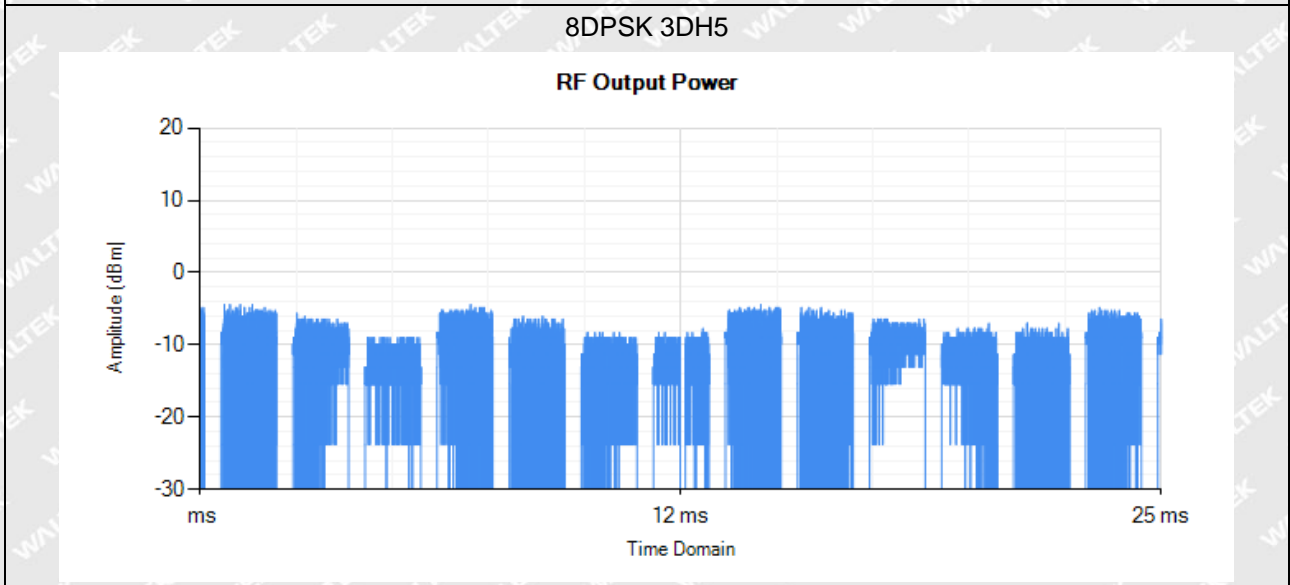 8DPSK 3DH5
RF Output Power
20
10
0
-10
-20
-30
Amplitude (dBm|
ms
12 ms
25 ms
Time Domain
WALTEK